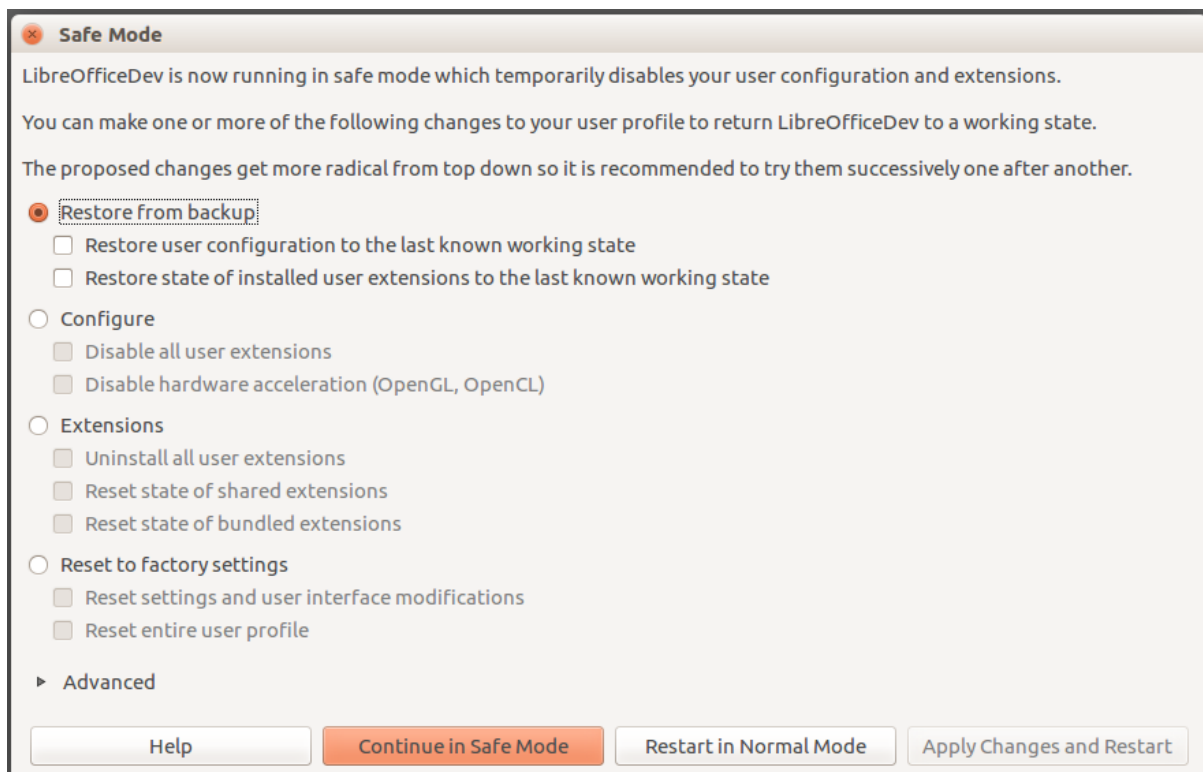 Safe Mode
LibreOfficeDev is now running in safe mode which temporarily disables your user configuration and extensions.
You can make one or more of the following changes to your user profile to return LibreOfficeDev to a working state.
The proposed changes get more radical from top down so it is recommended to try them successively one after another.
Restore from backup
Restore user configuration to the last known working state
Restore state of installed user extensions to the last known working state
Configure
Disable all user extensions
Disable hardware acceleration (OpenGL, OpenCL)
Extensions
Uninstall all user extensions
Reset state of shared extensions
Reset state of bundled extensions
Reset to factory settings
Reset settings and user interface modifications
Reset entire user profile
Advanced
Help Continue in Safe Mode Restart in Normal Mode Apply Changes and Restart